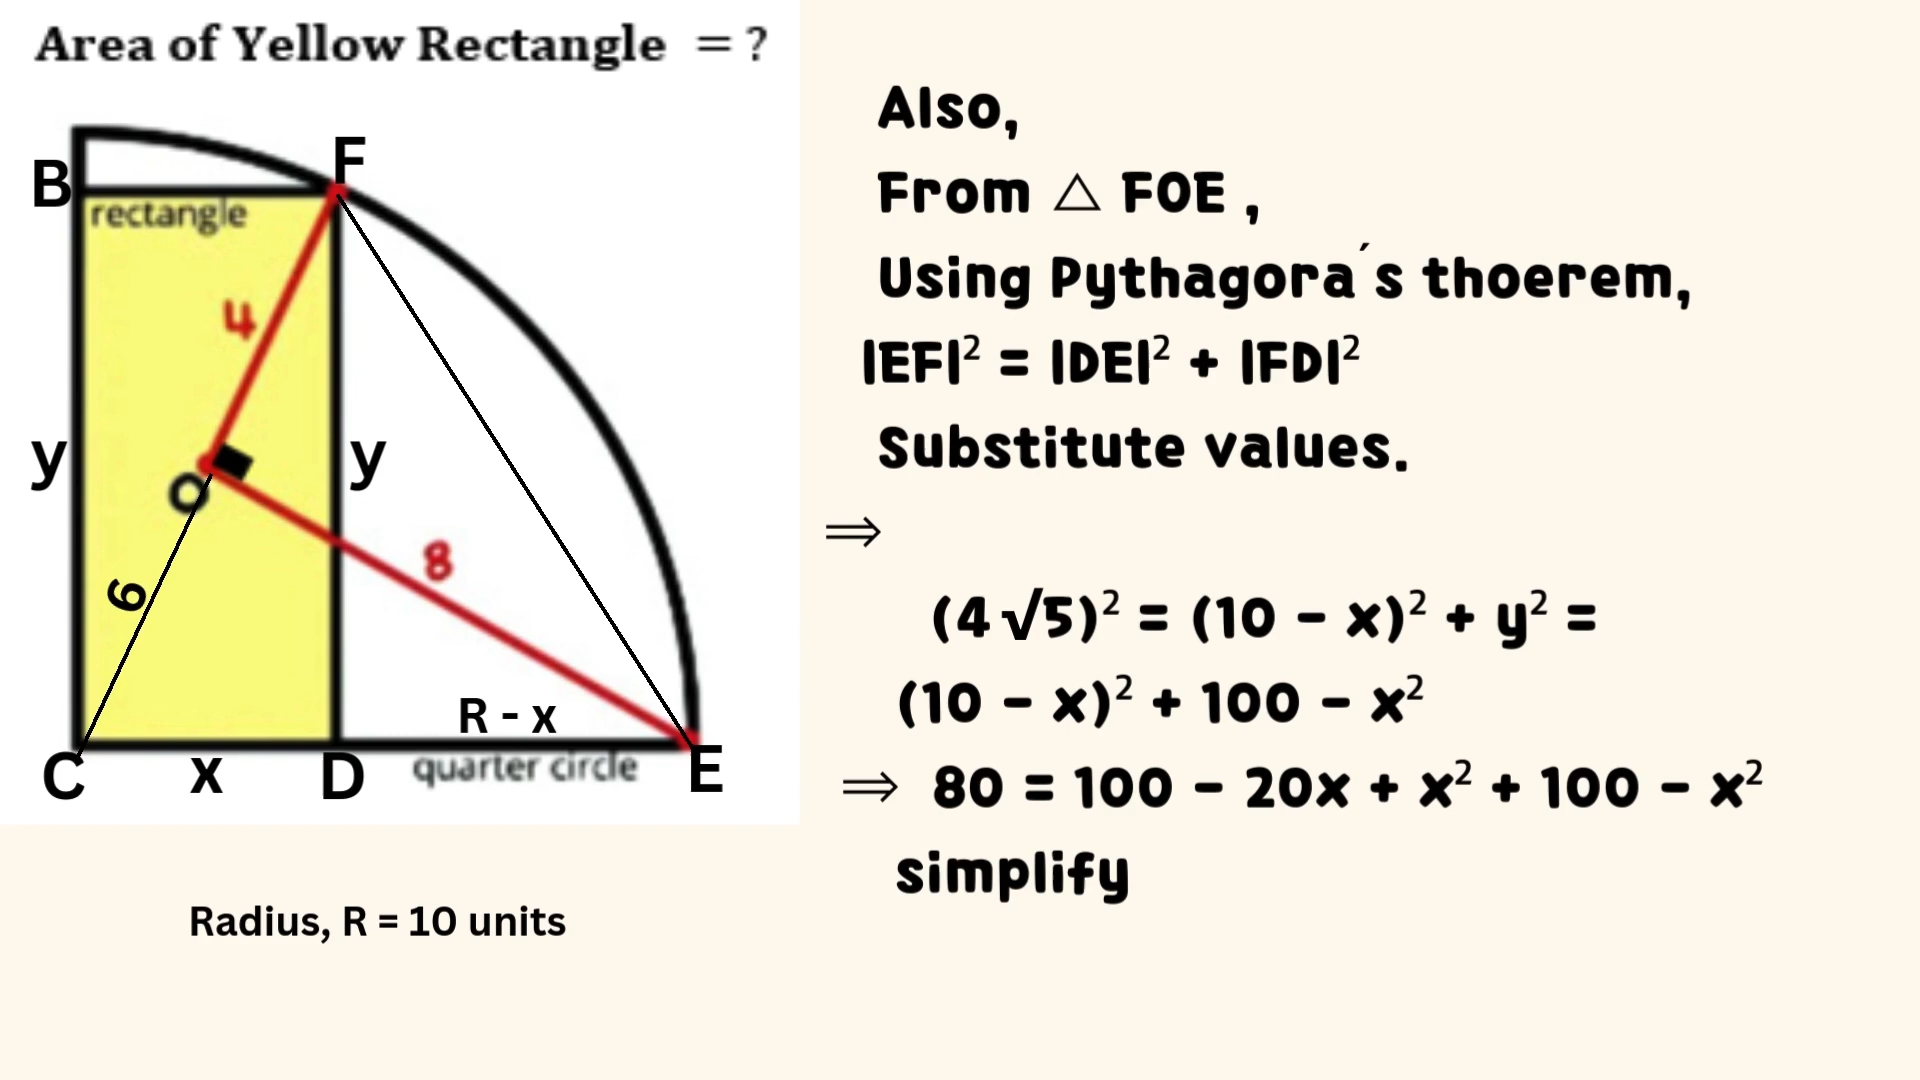 Area of Yellow Rectangle = ?
B
F
rectangle
4
y
y
O
6
8
R - x
C
x
D
quarter circle
E
Radius, R = 10 units
Also,
From △ FOE ,
Using Pythagora´s thoerem,
|EF|² = |DE|² + |FD|²
Substitute values.
⇒
(4 √5)² = (10 - x)² + y² =
(10 - x)² + 100 - x²
⇒ 80 = 100 - 20x + x² + 100 - x²
simplify